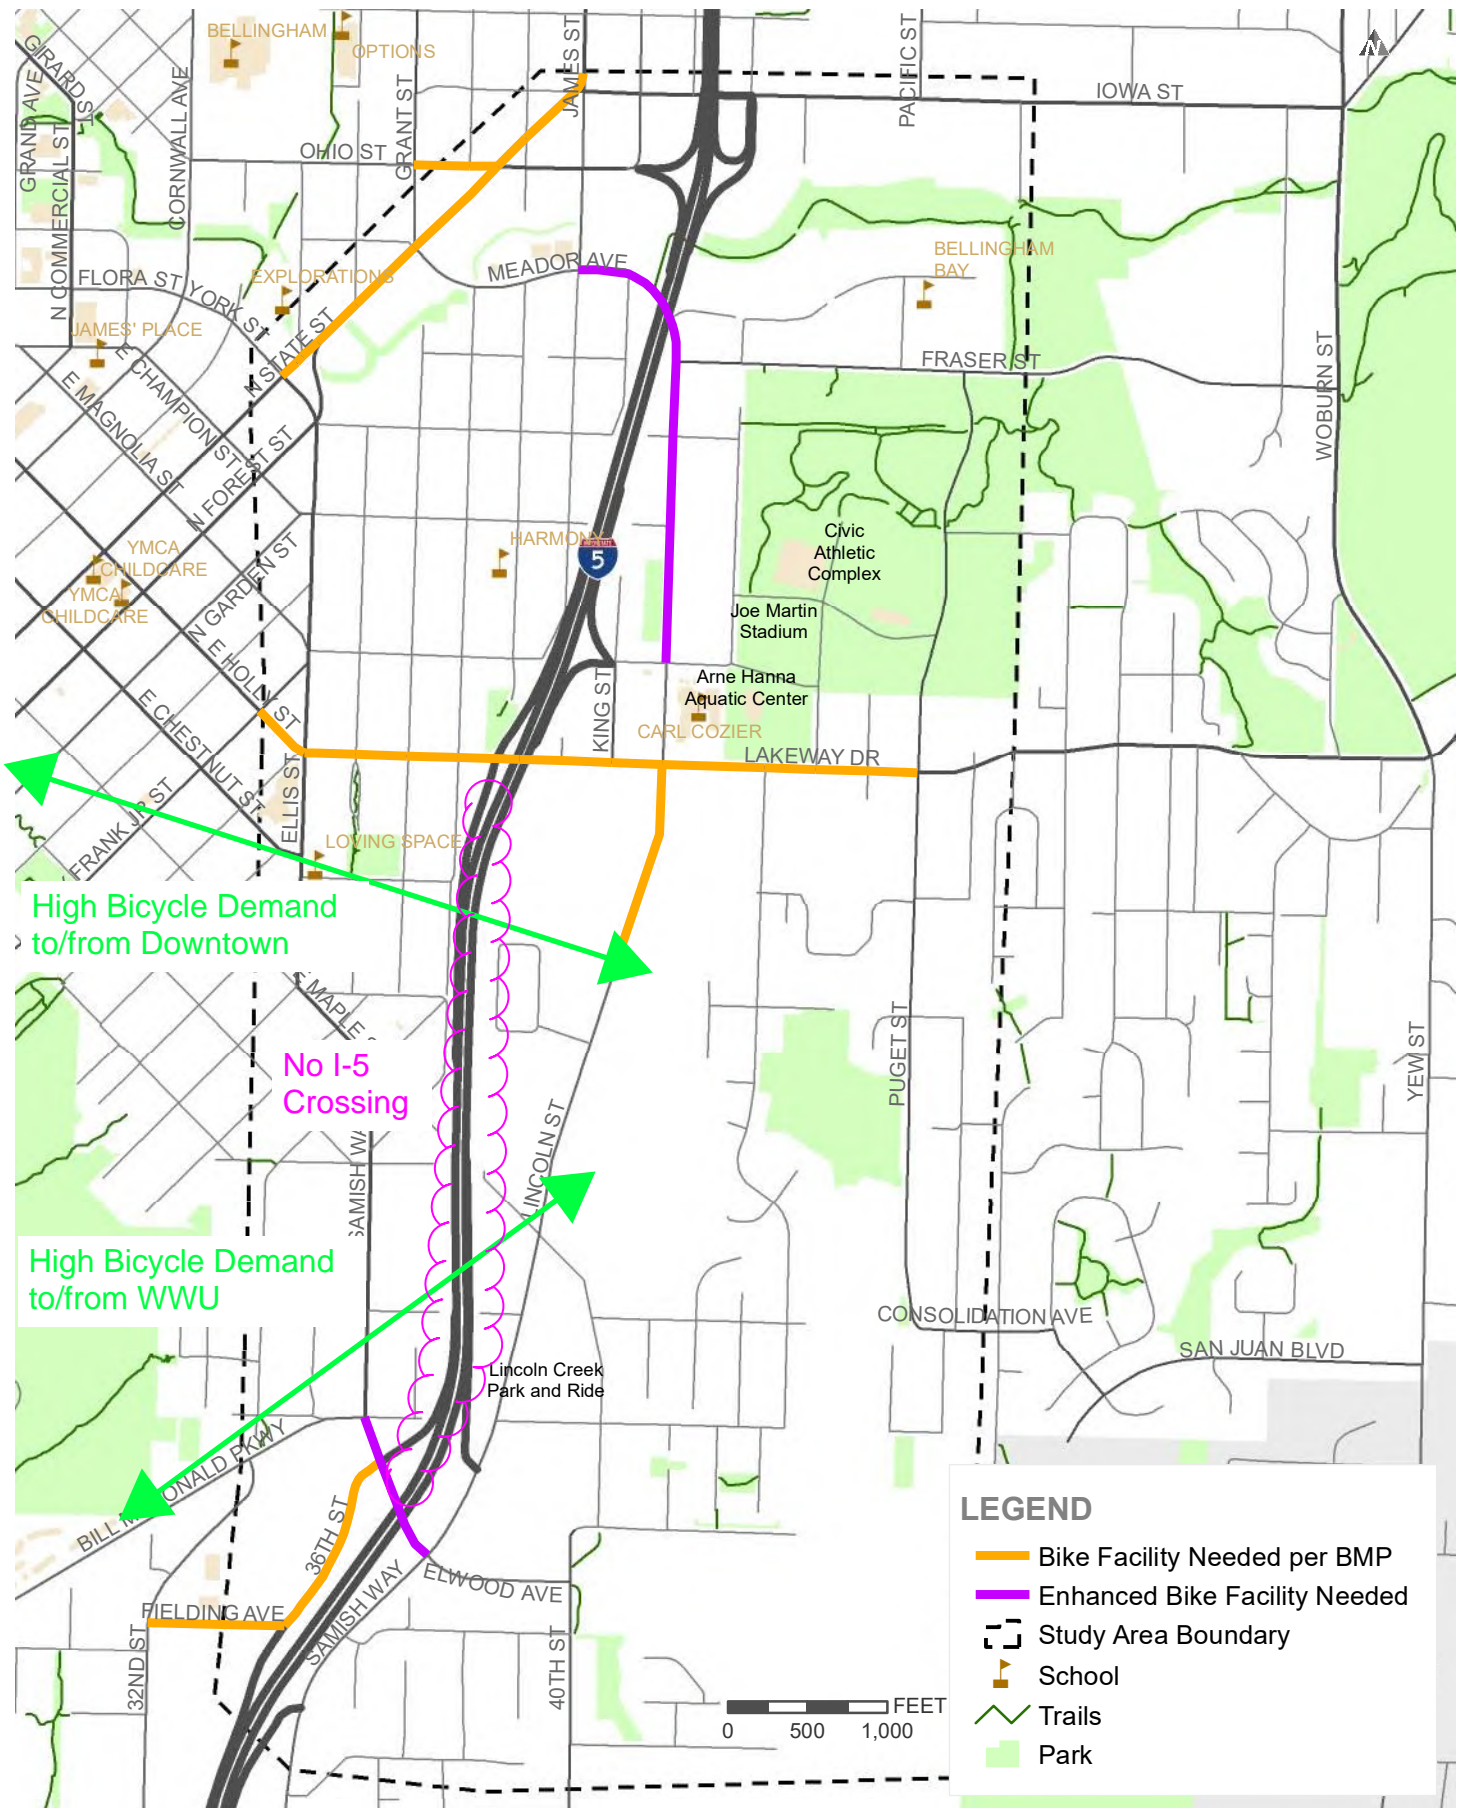 BELLINGHAM
OPTIONS
GIRARD ST
GRAND AVE
N COMMERCIAL ST
CORNWALL AVE
GRANT ST
JAMES ST
PACIFIC ST
N
IOWA ST
OHIO ST
MEADOR AVE
BELLINGHAM
BAY
FLORA ST
YORK ST
EXPLORATIONS
N STATE ST
JAMES' PLACE
E CHAMPION ST
E MAGNOLIA ST
N FOREST ST
FRASER ST
WOBURN ST
HARMONY
5
YMCA
CHILDCARE
YMCA
CHILDCARE
N GARDEN ST
E HOLLY ST
Civic
Athletic
Complex
Joe Martin
Stadium
Arne Hanna
Aquatic Center
CARL COZIER
KING ST
LAKEWAY DR
E CHESTNUT ST
ELLIS ST
FRANK JR ST
LOVING SPACE
High Bicycle Demand
to/from Downtown
E MAPLE S
No I-5
Crossing
LINCOLN ST
PUGET ST
YEW ST
SAMISH WA
High Bicycle Demand
to/from WWU
CONSOLIDATION AVE
SAN JUAN BLVD
Lincoln Creek
Park and Ride
BILL M
ONALD PKWY
36TH ST
ELWOOD AVE
SAMISH WAY
FIELDING AVE
32ND ST
40TH ST
LEGEND
Bike Facility Needed per BMP
Enhanced Bike Facility Needed
Study Area Boundary
School
Trails
Park
FEET
0 500 1,000